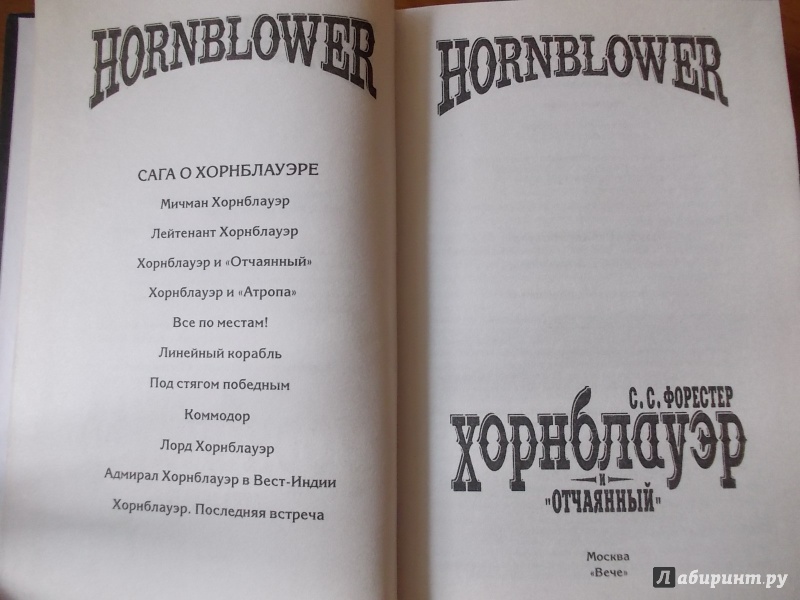 HORNBLOWER
САГА О ХОРНБЛАУЭРЕ
Мичман Хорнблауэр
Лейтенант Хорнблауэр
Хорнблауэр и «Отчаянный»
Хорнблауэр и «Атропа»
Все по местам!
Линейный корабль
Под стягом победным
Коммодор
Лорд Хорнблауэр
Адмирал Хорнблауэр в Вест-Индии
Хорнблауэр. Последняя встреча
HORNBLOWER
С. С. ФОРЕСТЕР
Хорнблауэр
и
"ОТЧАЯННЫЙ"
Москва
«Вече»
Лабиринт.ру